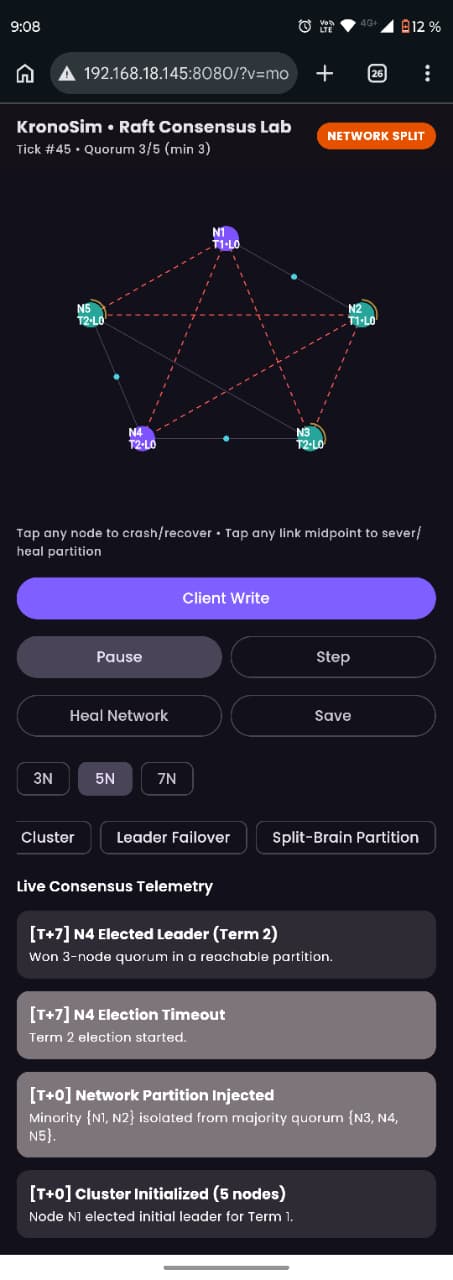 9:08
Vo) LTE
4G+
12 %
192.168.18.145:8080/?v=mo
26
KronoSim • Raft Consensus Lab
Tick #45 • Quorum 3/5 (min 3)
NETWORK SPLIT
N1
T1•L0
N5
T2•L0
N2
T1•L0
N4
T2•L0
N3
T2•L0
Tap any node to crash/recover • Tap any link midpoint to sever/
heal partition
Client Write
Pause
Step
Heal Network
Save
3N
5N
7N
Cluster
Leader Failover
Split-Brain Partition
Live Consensus Telemetry
[T+7] N4 Elected Leader (Term 2)
Won 3-node quorum in a reachable partition.
[T+7] N4 Election Timeout
Term 2 election started.
[T+0] Network Partition Injected
Minority {N1, N2} isolated from majority quorum {N3, N4,
N5}.
[T+0] Cluster Initialized (5 nodes)
Node N1 elected initial leader for Term 1.